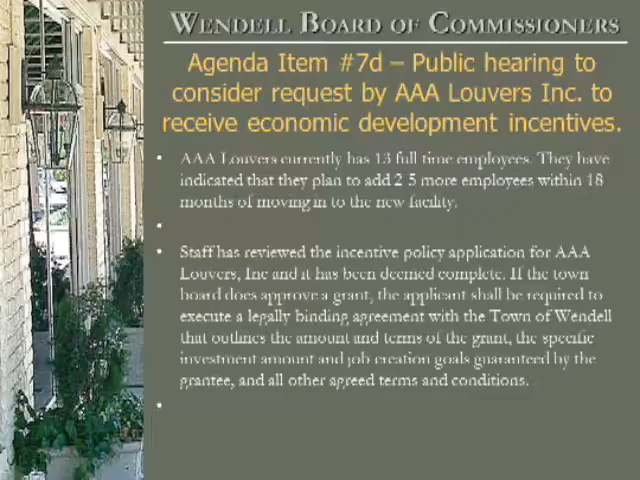 WENDELL BOARD OF COMMISSIONERS
Agenda Item #7d – Public hearing to
consider request by AAA Louvers Inc. to
receive economic development incentives.
• AAA Louvers currently has 13 full time employees. They have
indicated that they plan to add 2-5 more employees within 18
months of moving in to the new facility.
•
• Staff has reviewed the incentive policy application for AAA
Louvers, Inc and it has been deemed complete. If the town
board does approve a grant, the applicant shall be required to
execute a legally binding agreement with the Town of Wendell
that outlines the amount and terms of the grant, the specific
investment amount and job creation goals guaranteed by the
grantee, and all other agreed terms and conditions.
•